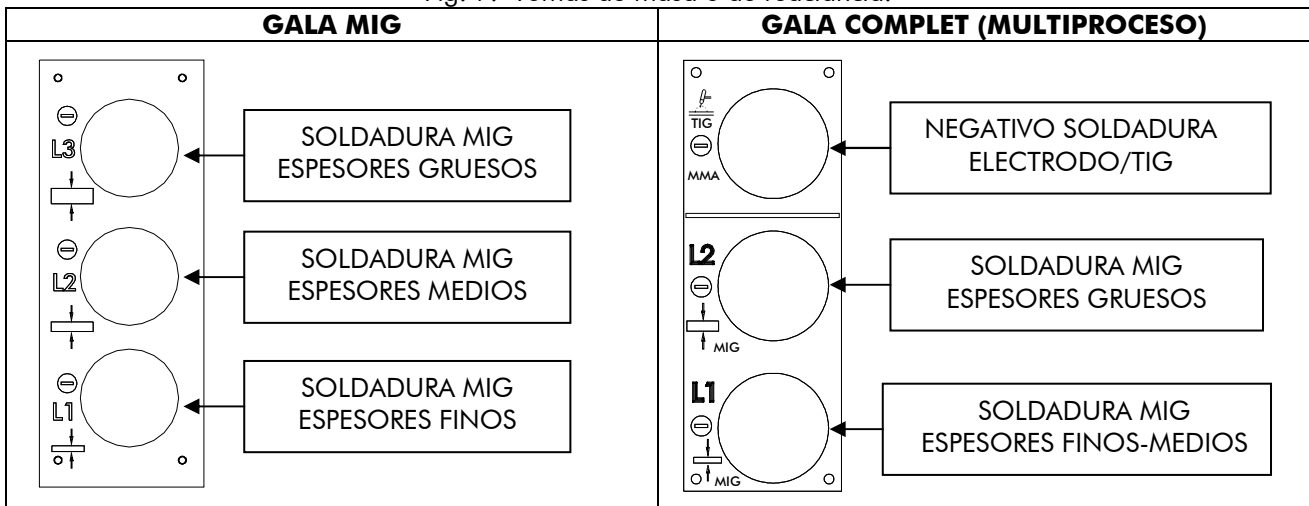 GALA MIG
GALA COMPLET (MULTIPROCESO)
L3
SOLDADURA MIG
ESPESORES GRUESOS
L2
SOLDADURA MIG
ESPESORES MEDIOS
L1
SOLDADURA MIG
ESPESORES FINOS
TIG
MMA
NEGATIVO SOLDADURA
ELECTRODO/TIG
L2
MIG
SOLDADURA MIG
ESPESORES GRUESOS
L1
MIG
SOLDADURA MIG
ESPESORES FINOS-MEDIOS